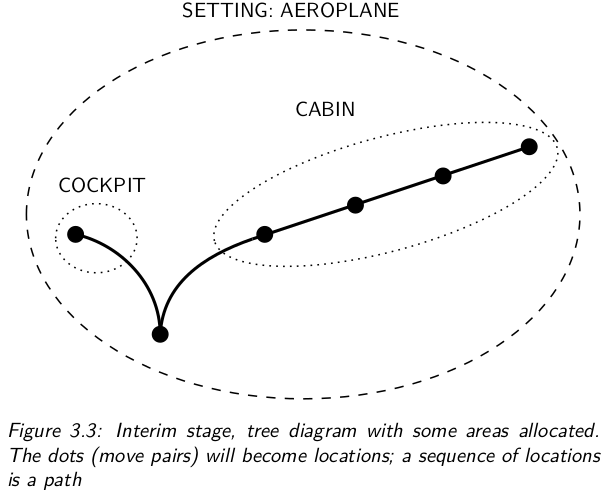 SETTING: AEROPLANE
CABIN
COCKPIT
Figure 3.3: Interim stage, tree diagram with some areas allocated.
The dots (move pairs) will become locations; a sequence of locations
is a path